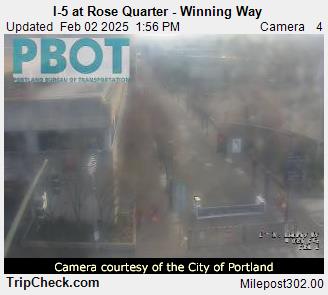 I-5 at Rose Quarter - Winning Way
Updated Feb 02 2025 1:56 PM Camera 4
PBOT
PORTLAND BUREAU OF TRANSPORTATION
Camera courtesy of the City of Portland
TripCheck.com Milepost302.00